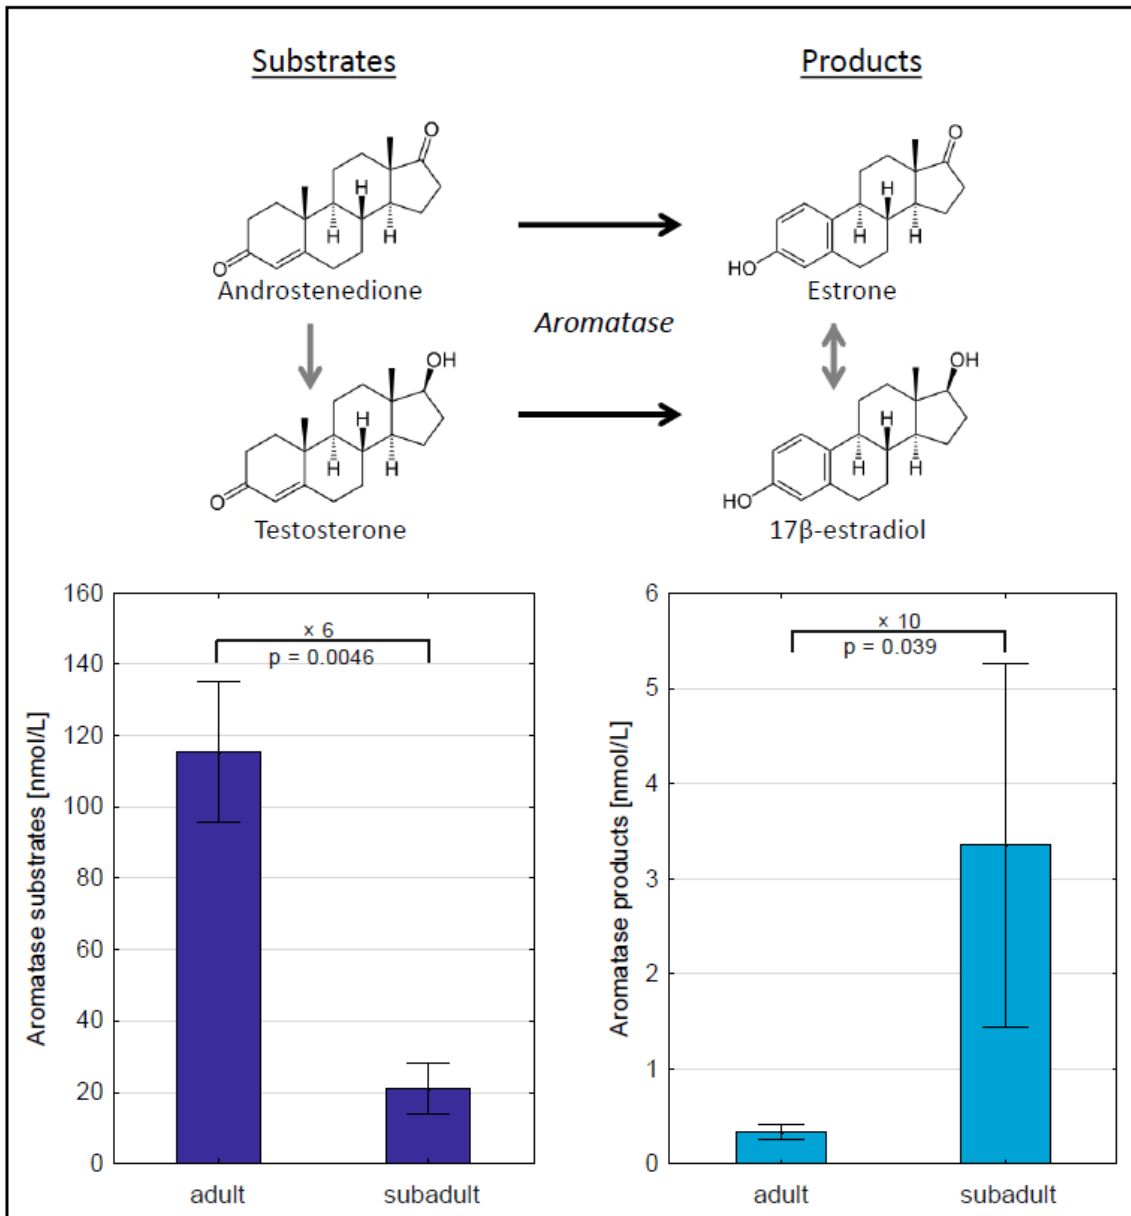 Substrates
Products
O
H
H
H
O
Androstenedione
O
H
H
H
HO
Estrone
Aromatase
OH
H
H
H
O
Testosterone
OH
H
H
H
HO
17β-estradiol
160
140
120
100
80
60
40
20
0
Aromatase substrates [nmol/L]
× 6
p = 0.0046
adult
subadult
6
5
4
3
2
1
0
Aromatase products [nmol/L]
× 10
p = 0.039
adult
subadult